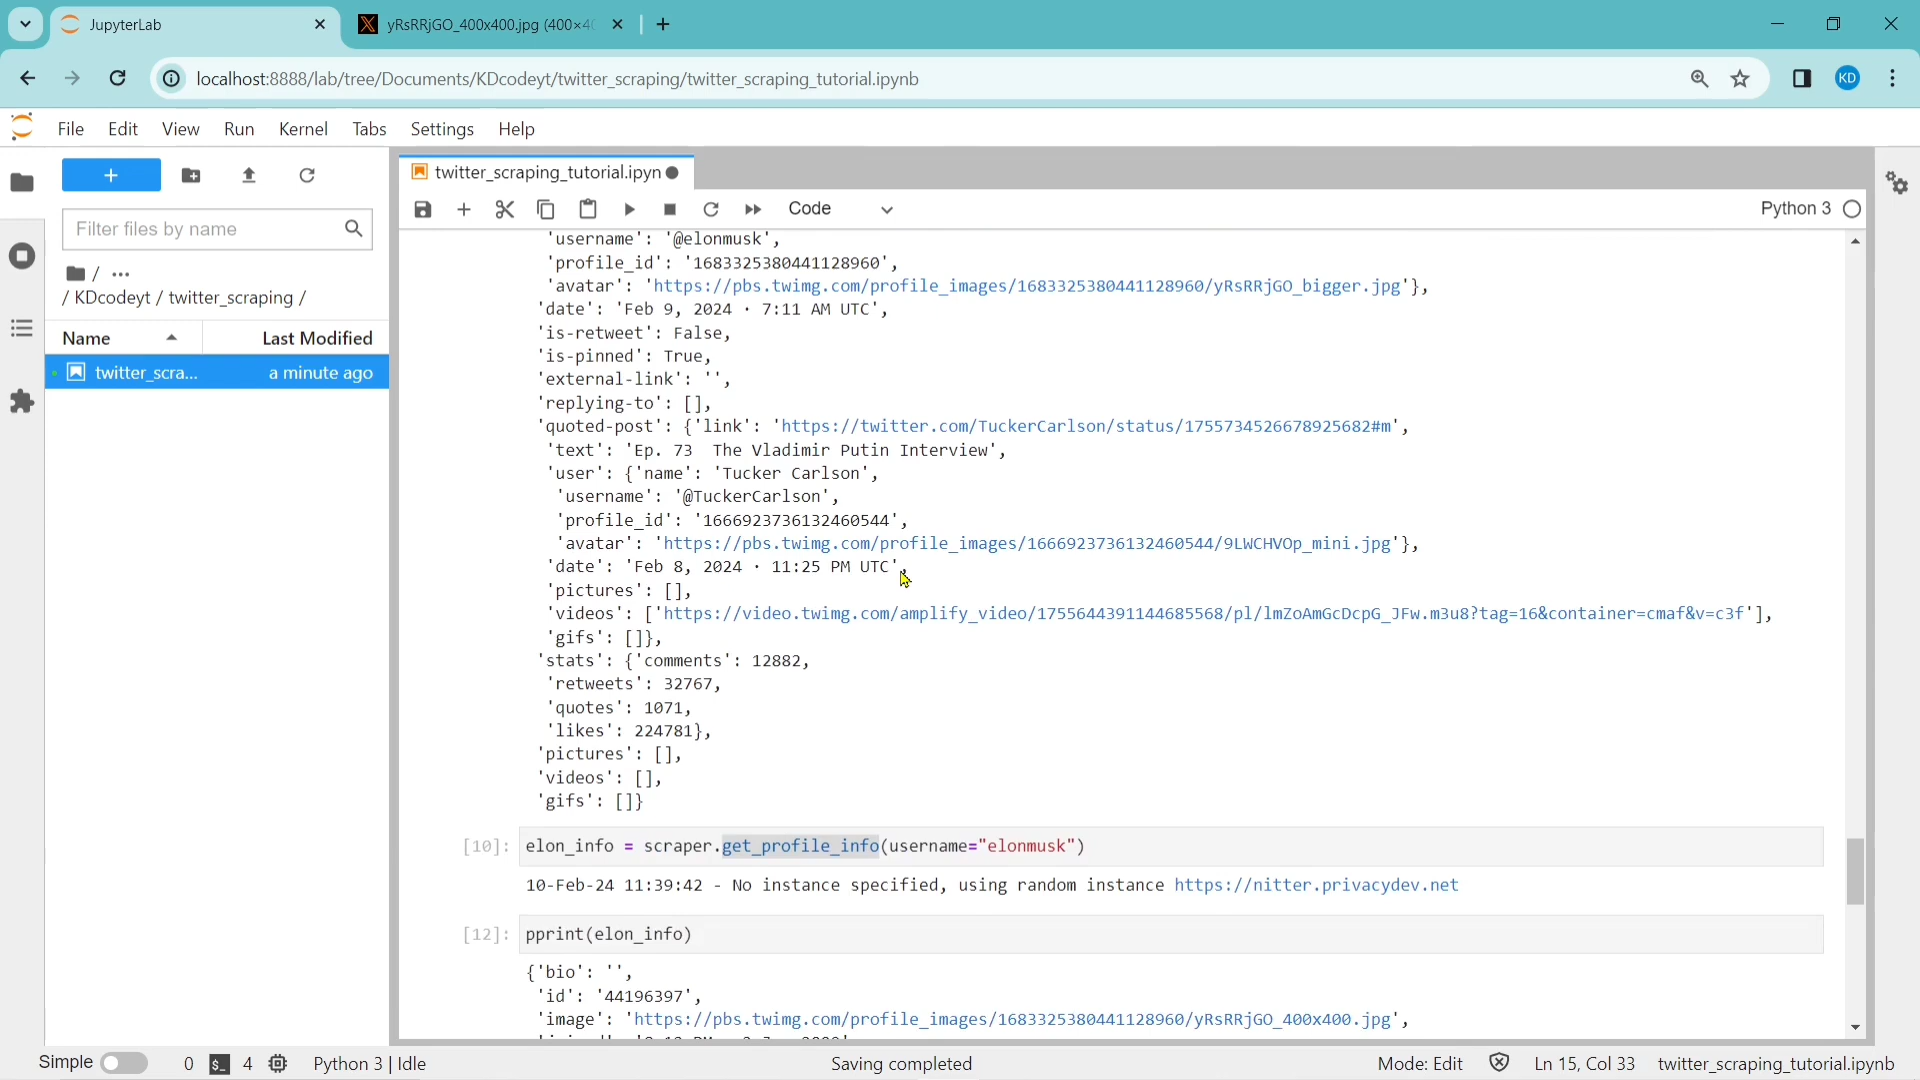 JupyterLab
yRsRRjGO_400x400.jpg (400×4
localhost:8888/lab/tree/Documents/KDcodeyt/twitter_scraping/twitter_scraping_tutorial.ipynb
KD
File Edit View Run Kernel Tabs Settings Help
twitter_scraping_tutorial.ipyn
Code
Python 3
Filter files by name
/ ...
/ KDcodeyt / twitter_scraping /
Name Last Modified
twitter_scra... a minute ago
'username': '@elonmusk',
'profile_id': '1683325380441128960',
'avatar': 'https://pbs.twimg.com/profile_images/1683325380441128960/yRsRRjGO_bigger.jpg'},
'date': 'Feb 9, 2024 · 7:11 AM UTC',
'is-retweet': False,
'is-pinned': True,
'external-link': '',
'replying-to': [],
'quoted-post': {'link': 'https://twitter.com/TuckerCarlson/status/1755734526678925682#m',
'text': 'Ep. 73  The Vladimir Putin Interview',
'user': {'name': 'Tucker Carlson',
'username': '@TuckerCarlson',
'profile_id': '1666923736132460544',
'avatar': 'https://pbs.twimg.com/profile_images/1666923736132460544/9LWCHVOp_mini.jpg'},
'date': 'Feb 8, 2024 · 11:25 PM UTC',
'pictures': [],
'videos': ['https://video.twimg.com/amplify_video/1755644391144685568/pl/lmZoAmGcDcpG_JFw.m3u8?tag=16&container=cmaf&v=c3f'],
'gifs': []},
'stats': {'comments': 12882,
'retweets': 32767,
'quotes': 1071,
'likes': 224781},
'pictures': [],
'videos': [],
'gifs': []}
[10]: elon_info = scraper.get_profile_info(username="elonmusk")
10-Feb-24 11:39:42 - No instance specified, using random instance https://nitter.privacydev.net
[12]: pprint(elon_info)
{'bio': '',
'id': '44196397',
'image': 'https://pbs.twimg.com/profile_images/1683325380441128960/yRsRRjGO_400x400.jpg',
Simple 0 $_ 4 Python 3 | Idle Saving completed Mode: Edit Ln 15, Col 33 twitter_scraping_tutorial.ipynb